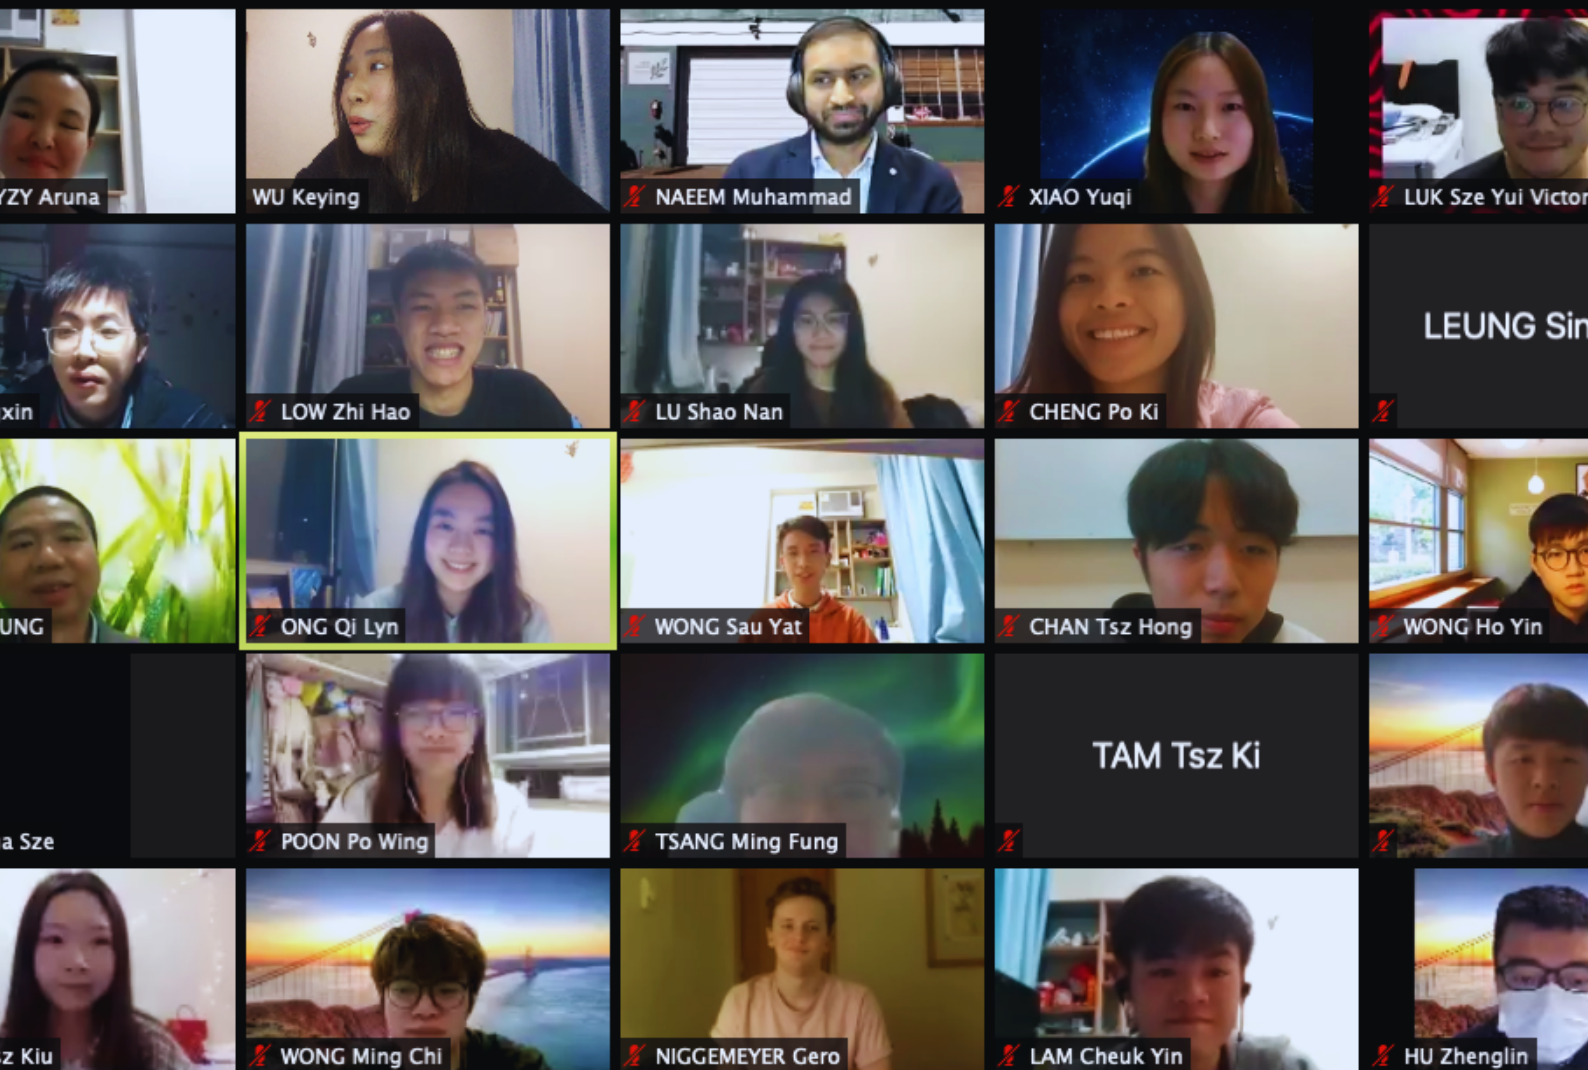 YZY Aruna
WU Keying
NAEEM Muhammad
XIAO Yuqi
LUK Sze Yui Victor
xin
LOW Zhi Hao
LU Shao Nan
CHENG Po Ki
LEUNG Sin
UNG
ONG Qi Lyn
WONG Sau Yat
CHAN Tsz Hong
WONG Ho Yin
a Sze
POON Po Wing
TSANG Ming Fung
TAM Tsz Ki
sz Kiu
WONG Ming Chi
NIGGEMEYER Gero
LAM Cheuk Yin
HU Zhenglin